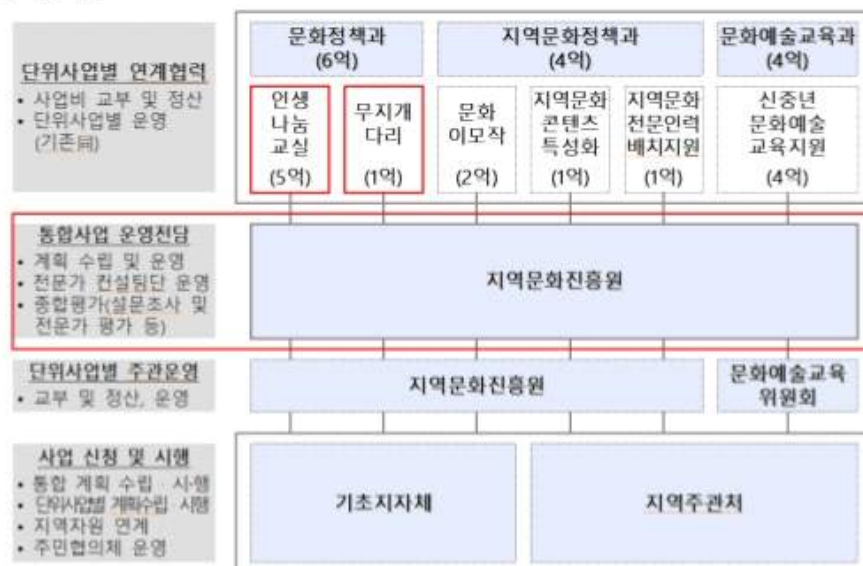 단위사업별 연계협력
• 사업비 교부 및 정산
• 단위사업별 운영
(기존同)
문화정책과
(6억)
지역문화정책과
(4억)
문화예술교육과
(4억)
인생
나눔
교실
(5억)
무지개
다리
(1억)
문화
이모작
(2억)
지역문화
콘텐츠
특성화
(1억)
지역문화
전문인력
배치지원
(1억)
신중년
문화예술
교육지원
(4억)
통합사업 운영전담
• 계획 수립 및 운영
• 전문가 컨설팅단 운영
• 종합평가(설문조사 및
전문가 평가 등)
지역문화진흥원
단위사업별 주관운영
• 교부 및 정산, 운영
지역문화진흥원
문화예술교육
위원회
사업 신청 및 시행
• 통합 계획 수립 시·행
• 단위사업별 계획수립 시행
• 지역자원 연계
• 주민협의체 운영
기초지자체
지역주관처